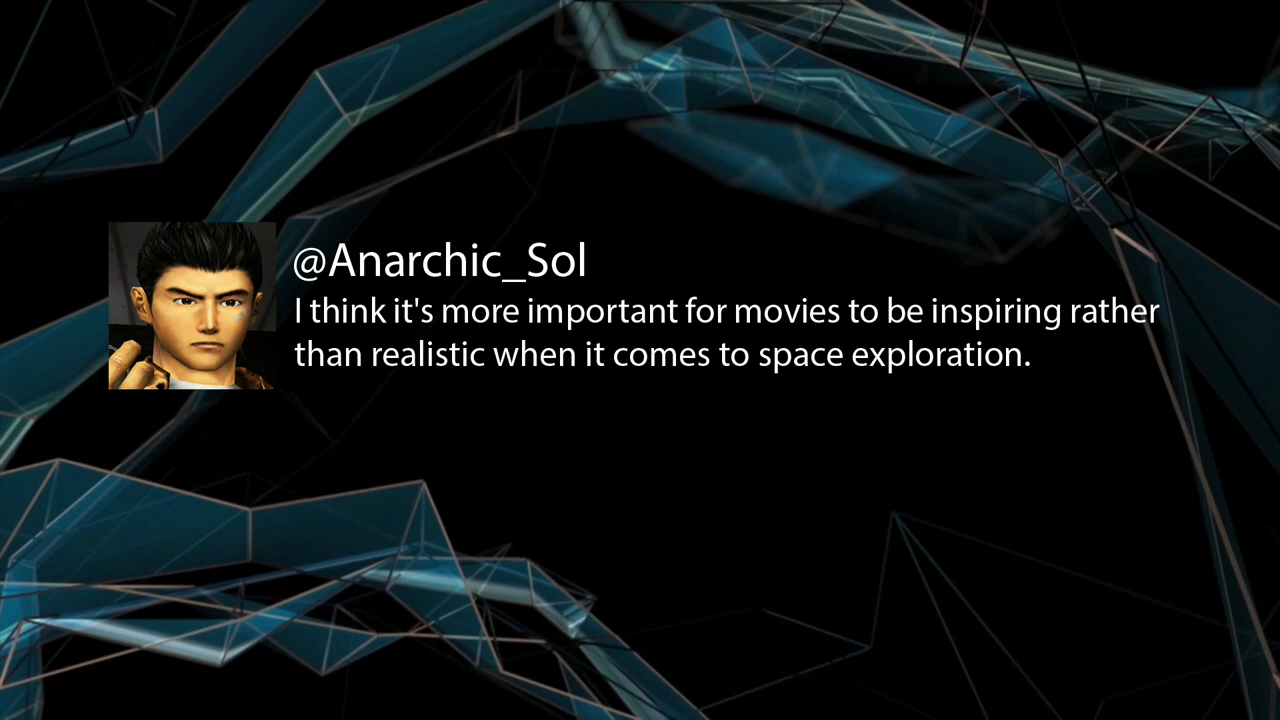 @Anarchic_Sol
I think it's more important for movies to be inspiring rather
than realistic when it comes to space exploration.